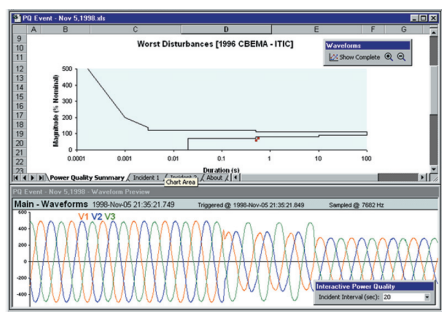 PQ Event - Nov 5,1998.xls
A B C D E F G
9
10
11
12
13
14
15
16
17
18
19
20
21
22
23
Worst Disturbances [1996 CBEMA - ITIC]
Waveforms
Show Complete
Magnitude (% Nominal)
500
400
300
200
100
0
0.0001 0.001 0.01 0.1 1 10 100
Duration (s)
Power Quality Summary Incident 1 About
Chart Area
PQ Event - Nov 5,1998 - Waveform Preview
Main - Waveforms 1998-Nov-05 21:35:21.749 Triggered @ 1998-Nov-05 21:35:21.849 Sampled @ 7682 Hz
V1 V2 V3
600
400
200
0
-200
-400
Interactive Power Quality
Incident Interval (sec): 20